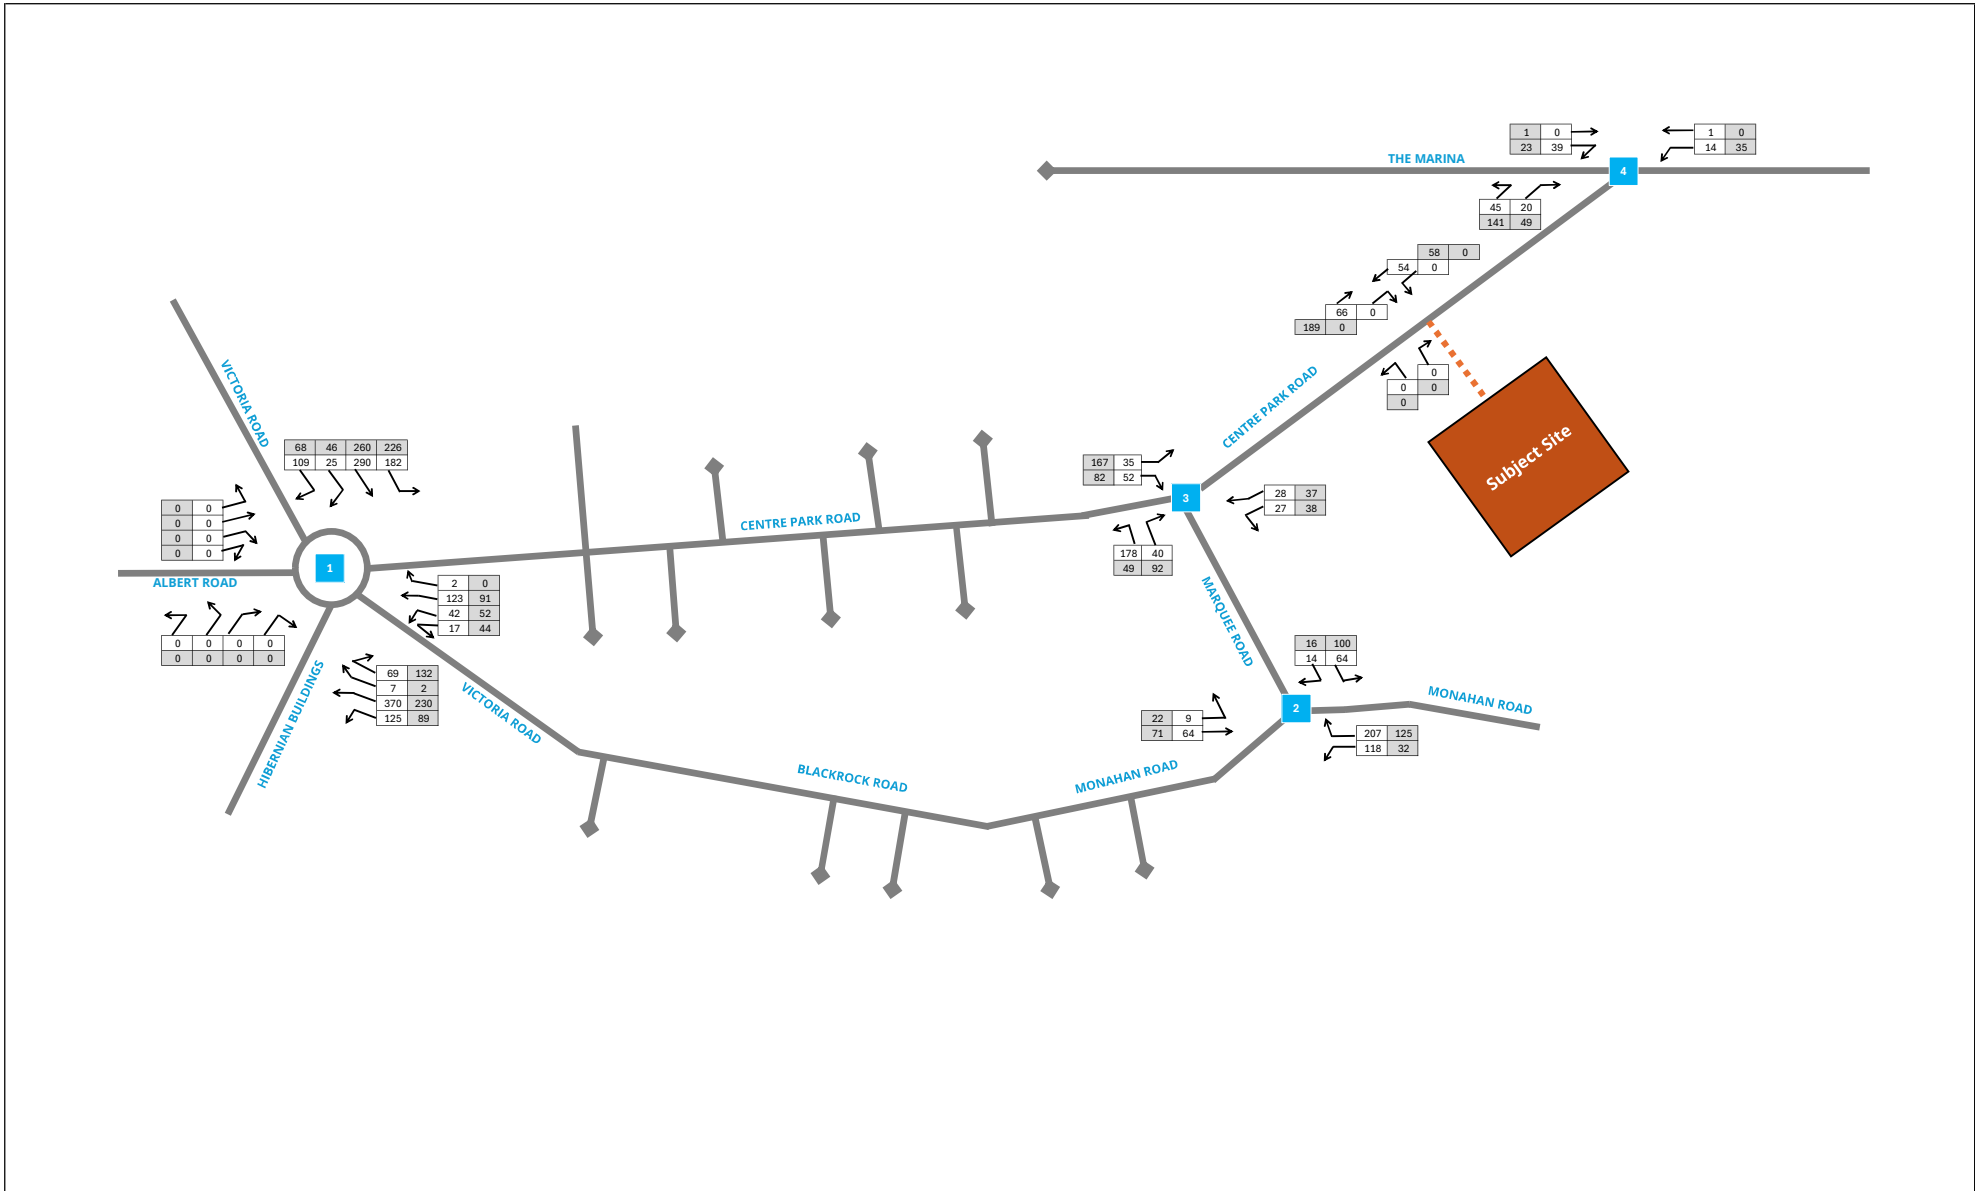 1 0
23 39
1 0
14 35
THE MARINA
4
45 20
141 49
58 0
54 0
66 0
189 0
0
0 0
0
CENTRE PARK ROAD
Subject Site
VICTORIA ROAD
68 46 260 226
109 25 290 182
167 35
82 52
3
28 37
27 38
178 40
49 92
CENTRE PARK ROAD
0 0
0 0
0 0
0 0
1
ALBERT ROAD
2 0
123 91
42 52
17 44
0 0 0 0
0 0 0 0
MARQUEE ROAD
16 100
14 64
HIBERNIAN BUILDINGS
69 132
7 2
370 230
125 89
VICTORIA ROAD
22 9
71 64
2
MONAHAN ROAD
207 125
118 32
BLACKROCK ROAD
MONAHAN ROAD